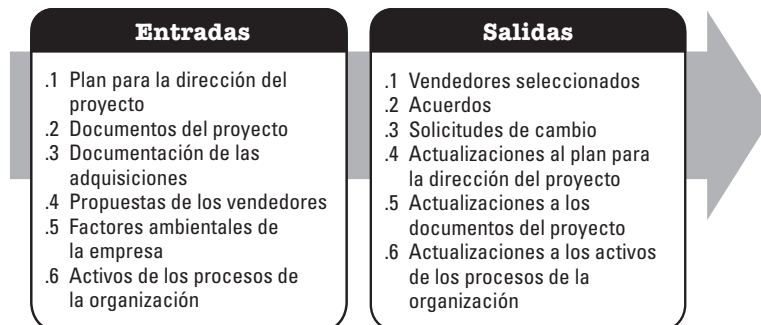 Entradas
.1 Plan para la dirección del
proyecto
.2 Documentos del proyecto
.3 Documentación de las
adquisiciones
.4 Propuestas de los vendedores
.5 Factores ambientales de
la empresa
.6 Activos de los procesos de
la organización
Salidas
.1 Vendedores seleccionados
.2 Acuerdos
.3 Solicitudes de cambio
.4 Actualizaciones al plan para
la dirección del proyecto
.5 Actualizaciones a los
documentos del proyecto
.6 Actualizaciones a los activos
de los procesos de la
organización